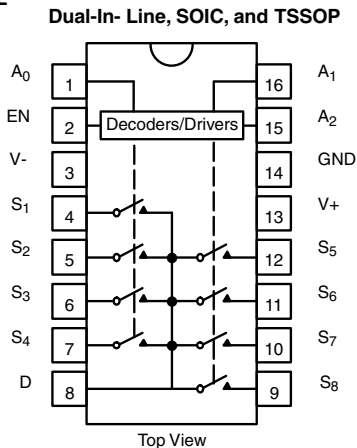 Dual-In- Line, SOIC, and TSSOP
A0 1 16 A1
EN 2 Decoders/Drivers 15 A2
V- 3 14 GND
S1 4 13 V+
S2 5 12 S5
S3 6 11 S6
S4 7 10 S7
D 8 9 S8
Top View